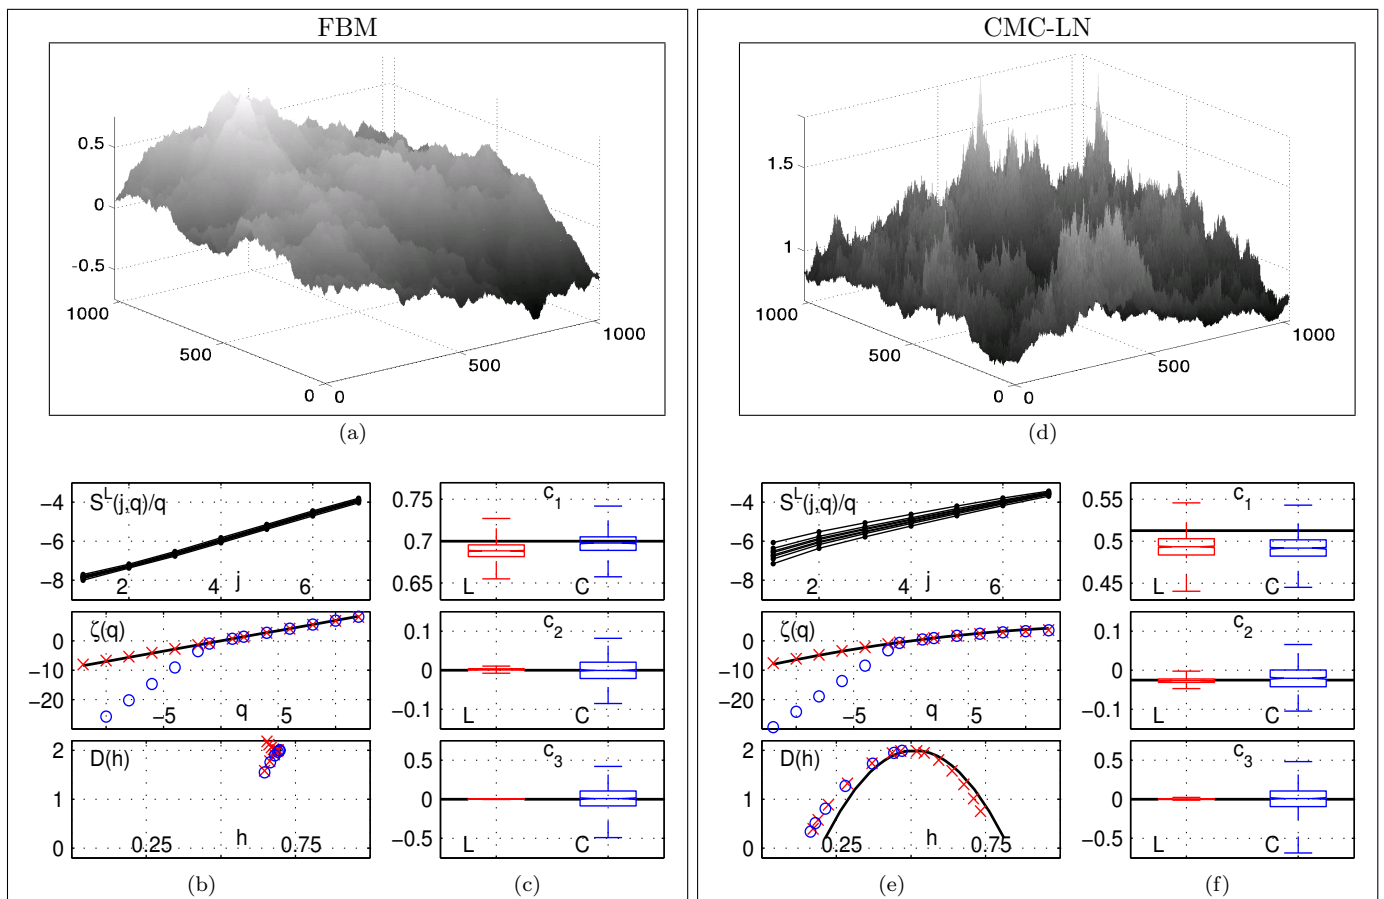 FBM
0.5
0
-0.5
1000
500
0
0
500
1000
(a)
S^L(j,q)/q
−4
−6
−8
2
4
j
6
ζ(q)
0
−10
−20
−5
q
5
D(h)
2
1
0
0.25
h
0.75
(b)
c_1
0.75
0.7
0.65
L
C
c_2
0.1
0
−0.1
L
C
c_3
0.5
0
−0.5
L
C
(c)
CMC-LN
1.5
1
1000
500
0
0
500
1000
(d)
S^L(j,q)/q
−4
−6
−8
2
4
j
6
ζ(q)
0
−10
−20
−5
q
5
D(h)
2
1
0
0.25
h
0.75
(e)
c_1
0.55
0.5
0.45
L
C
c_2
0.1
0
−0.1
L
C
c_3
0.5
0
−0.5
L
C
(f)